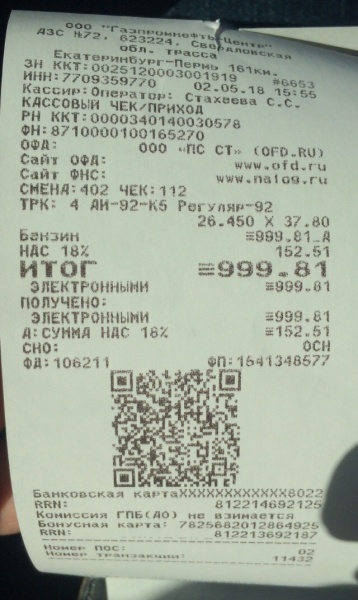 ООО "Газпромнефть-Центр"
АЗС №72, 623224, Свердловская
обл. трасса
Екатеринбург-Пермь 161км.
ЗН ККТ:00251200030019​19 #6653
ИНН:7709359770 02.05.18 15:55
Кассир:Оператор: Стахеева С.С.
КАССОВЫЙ ЧЕК/ПРИХОД
РН ККТ:0000340140030578
ФН:8710000100165270
ОФД: ООО «ПС СТ» (OFD.RU)
Сайт ОФД: www.ofd.ru
Сайт ФНС: www.nalog.ru
СМЕНА:402 ЧЕК:112
ТРК: 4 АИ-92-К5 Регуляр-92
26.450 X 37.80
Бензин ≡999.81_А
НДС 18% 152.51
ИТОГ ≡999.81
ЭЛЕКТРОННЫМИ ≡999.81
ПОЛУЧЕНО:
ЭЛЕКТРОННЫМИ ≡999.81
А:СУММА НДС 18% ≡152.51
СНО: ОСН
ФД:106211 ФП:1541348577
Банковская картаXXXXXXXXXXXX8022
RRN: 812214692125
Комиссия ГПБ(АО) не взимается
Бонусная карта: 7825682012864925
RRN: 812213692187
Номер ПОС: 02
Номер транзакции: 11432